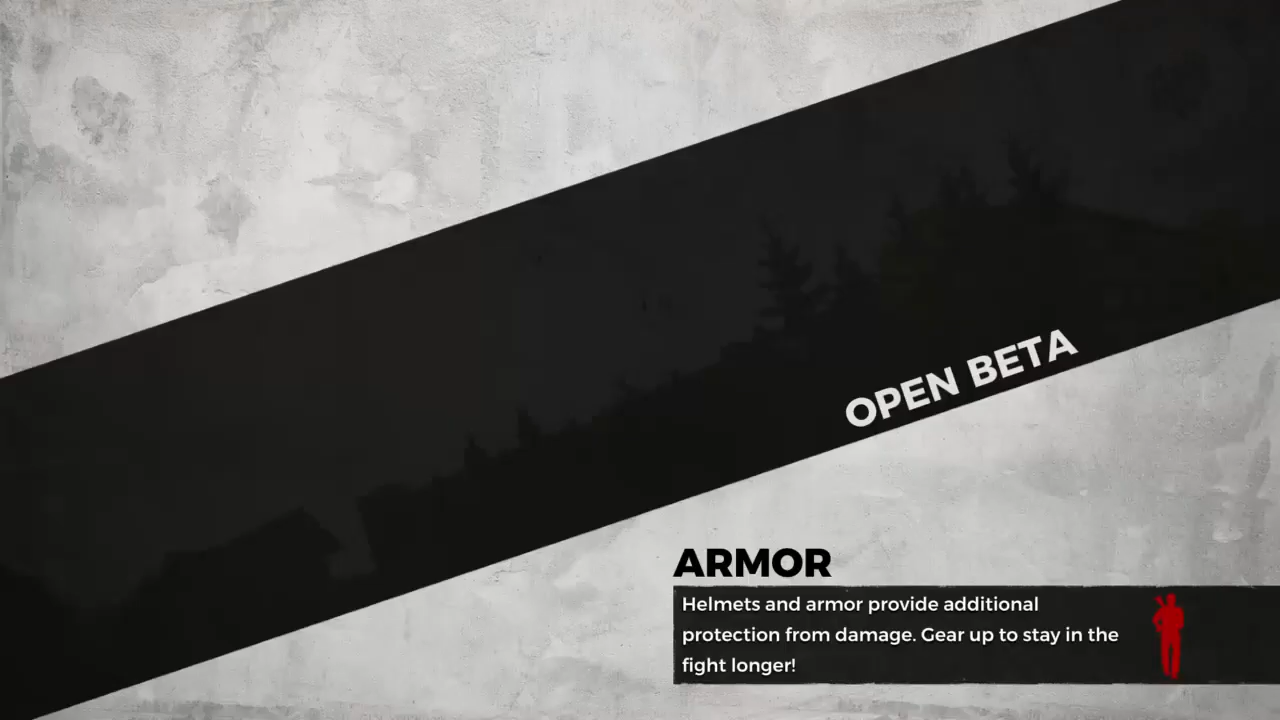 OPEN BETA
ARMOR
Helmets and armor provide additional
protection from damage. Gear up to stay in the
fight longer!